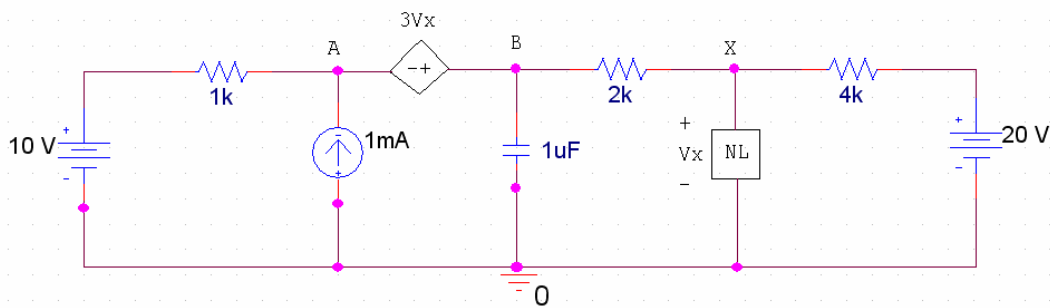 3Vx
A
B
X
1k
2k
4k
+
10 V
-
-
1mA
+
-+
1uF
+
Vx
-
NL
+
20 V
-
0